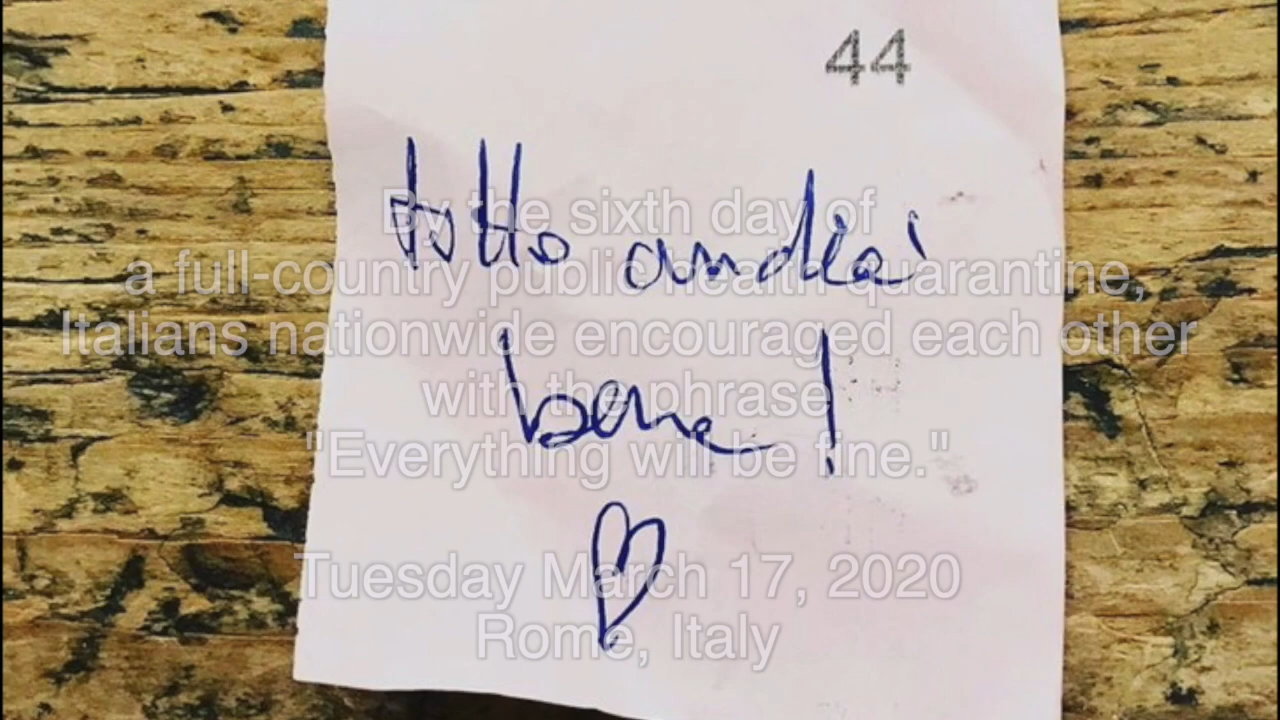 44
tutto andrà
bene!
By the sixth day of
a full-country public health quarantine,
Italians nationwide encouraged each other
with the phrase
"Everything will be fine."
Tuesday March 17, 2020
Rome, Italy